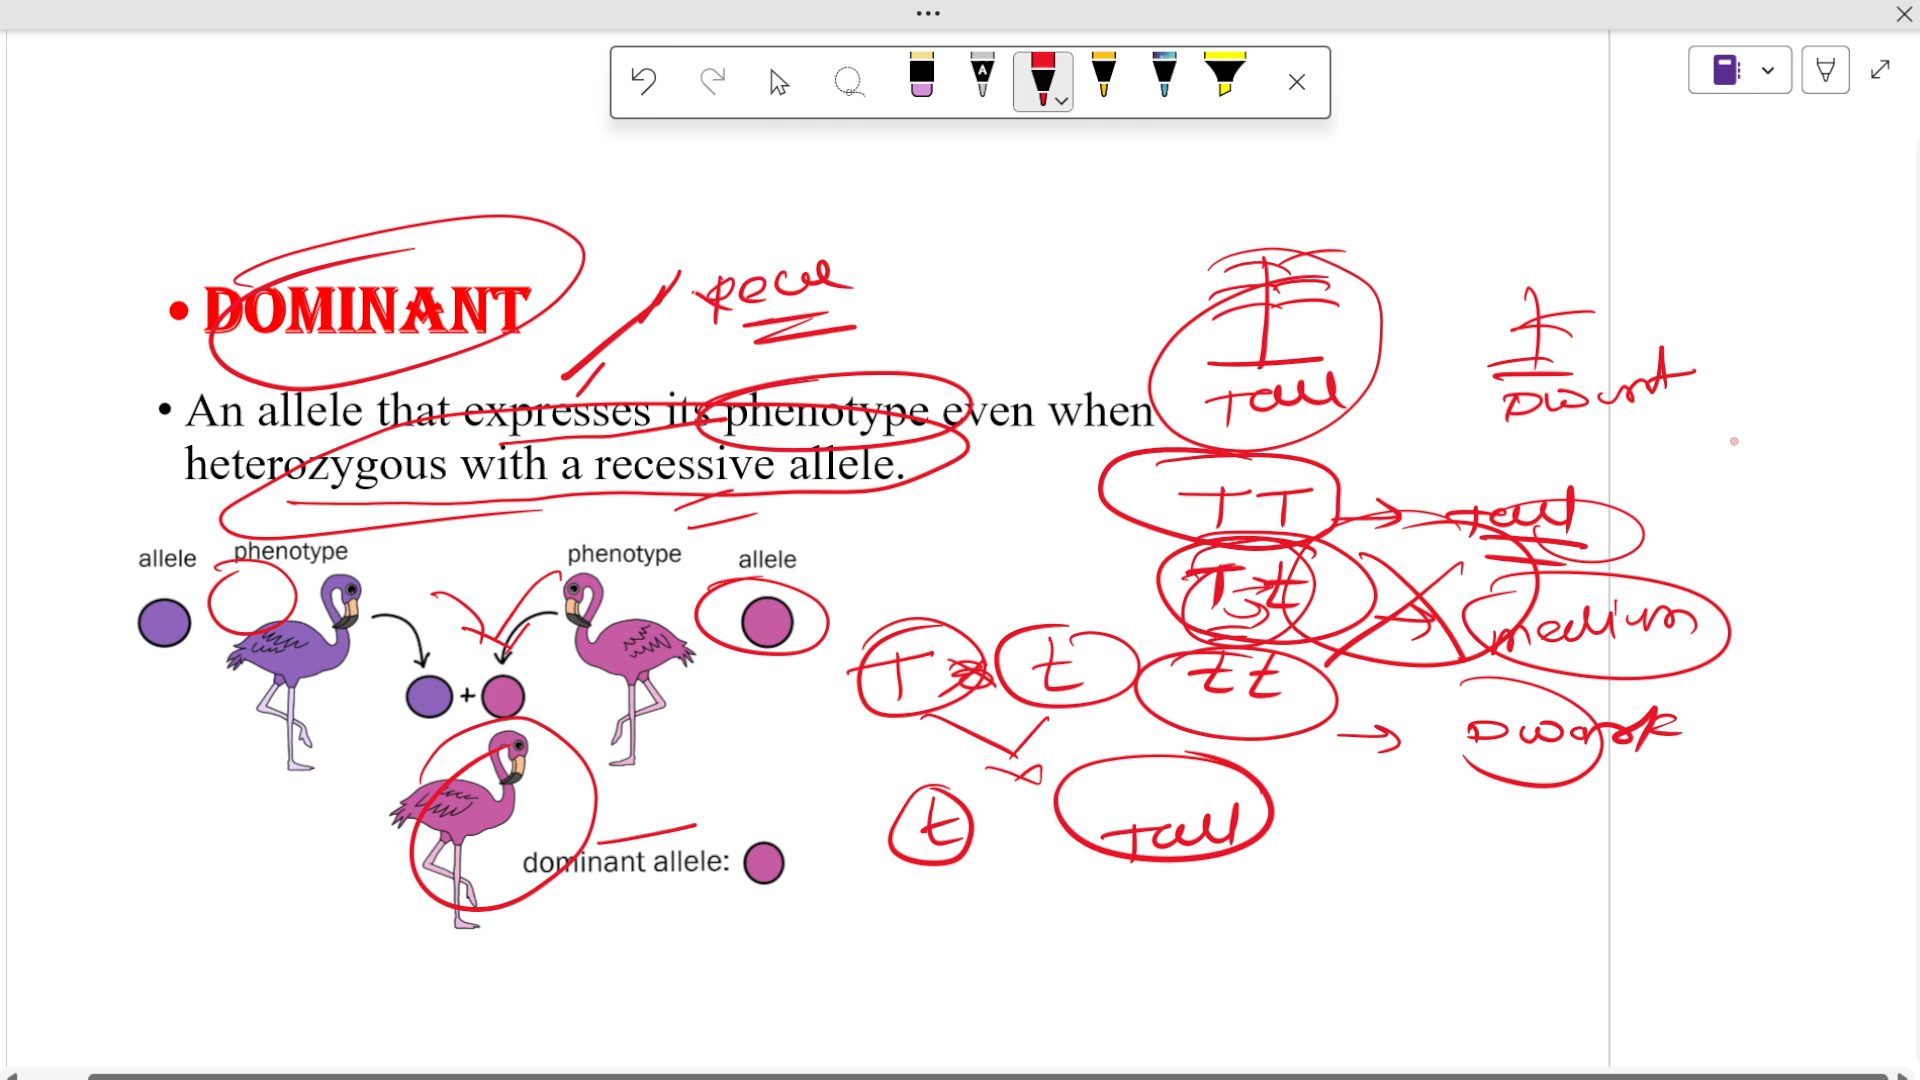 • DOMINANT
• An allele that expresses its phenotype even when
heterozygous with a recessive allele.
allele
phenotype
phenotype
allele
+
dominant allele:
Tall
TT → Tall
Tt → medium
tt → Dwarf
T
t
t
Tall
A